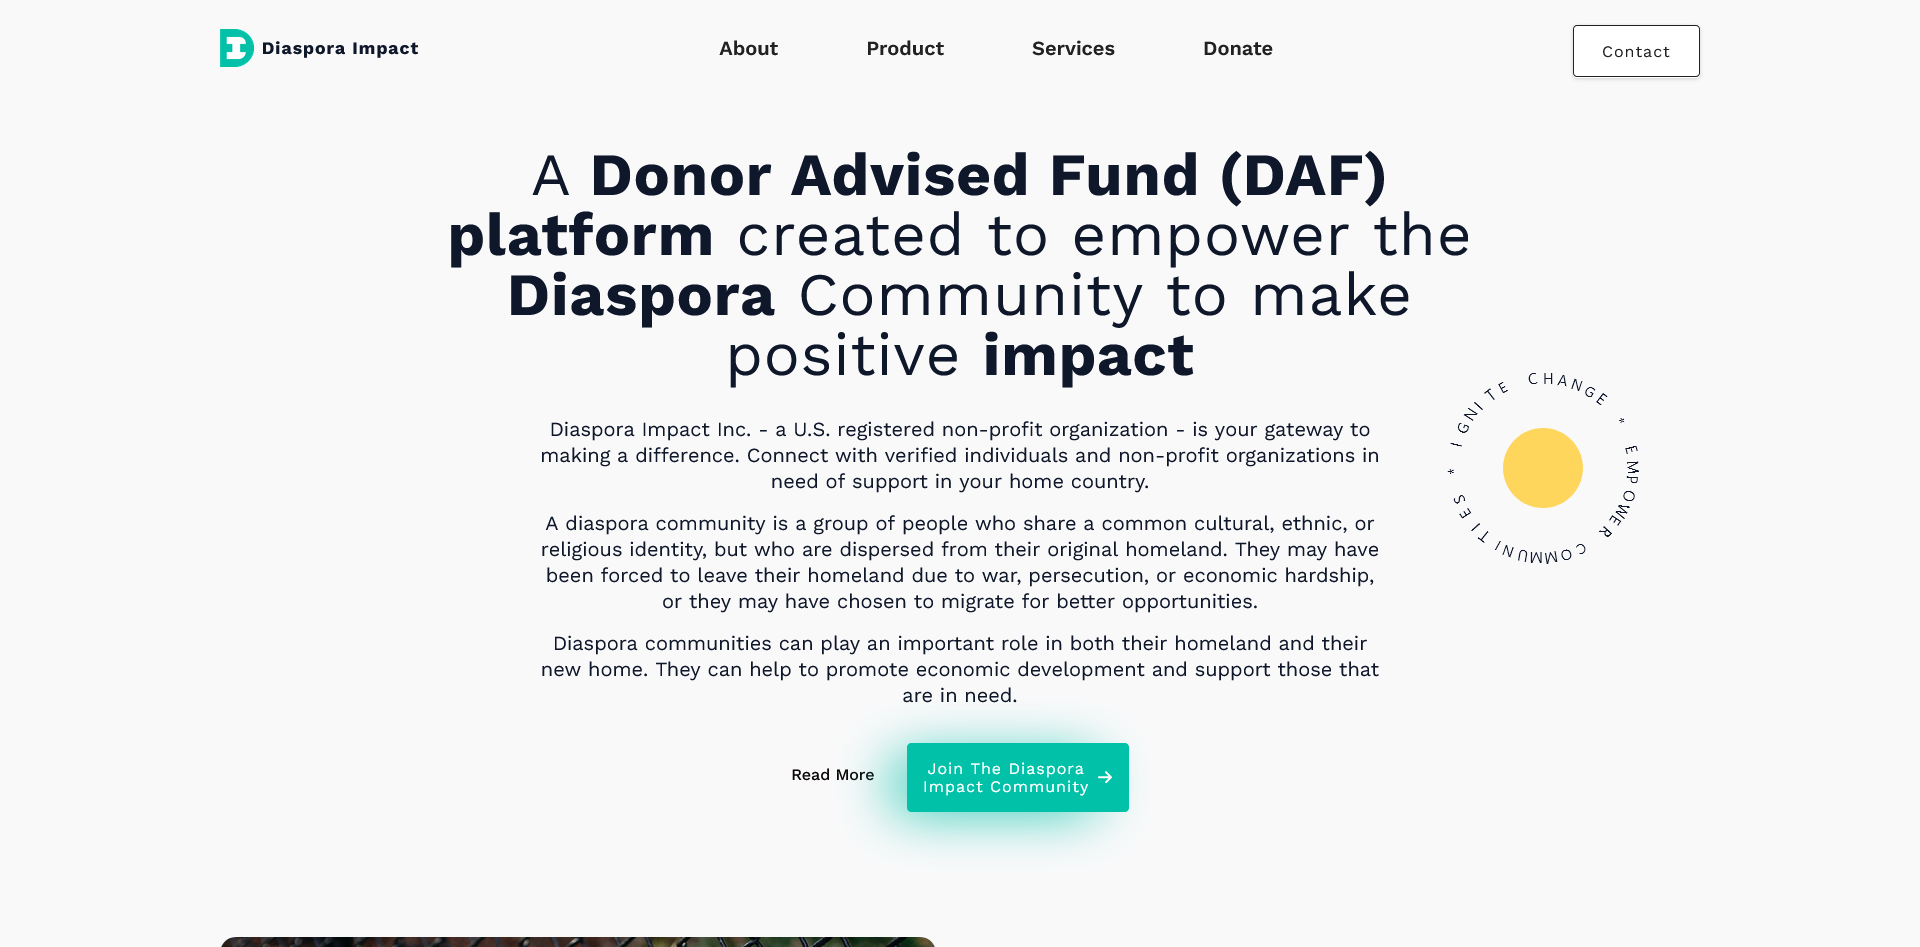 Diaspora Impact
About
Product
Services
Donate
Contact
A Donor Advised Fund (DAF)
platform created to empower the
Diaspora Community to make
positive impact
Diaspora Impact Inc. - a U.S. registered non-profit organization - is your gateway to
making a difference. Connect with verified individuals and non-profit organizations in
need of support in your home country.
A diaspora community is a group of people who share a common cultural, ethnic, or
religious identity, but who are dispersed from their original homeland. They may have
been forced to leave their homeland due to war, persecution, or economic hardship,
or they may have chosen to migrate for better opportunities.
Diaspora communities can play an important role in both their homeland and their
new home. They can help to promote economic development and support those that
are in need.
* IGNITE CHANGE * EMPOWER COMMUNITIES
Read More
Join The Diaspora
Impact Community